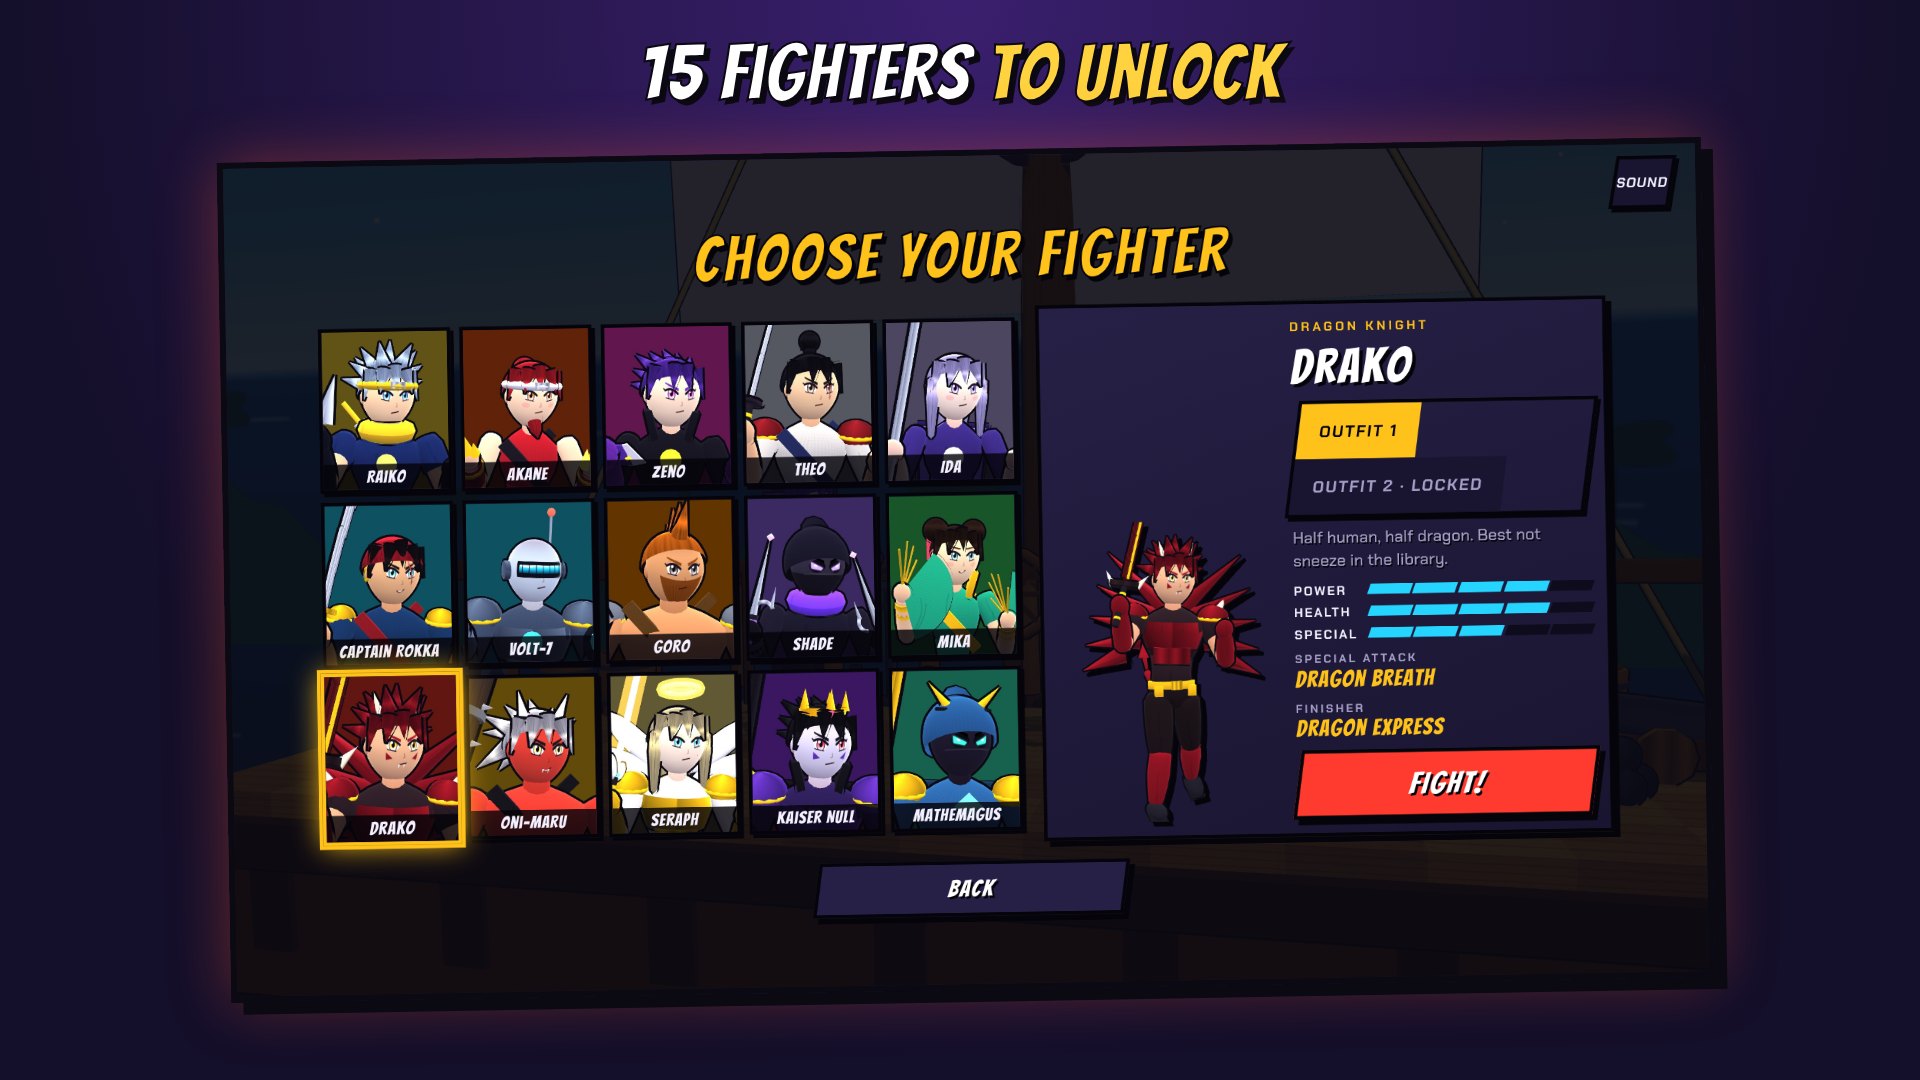 15 FIGHTERS TO UNLOCK
SOUND
CHOOSE YOUR FIGHTER
RAIKO
AKANE
ZENO
THEO
IDA
CAPTAIN ROKKA
VOLT-7
GORO
SHADE
MIKA
DRAKO
ONI-MARU
SERAPH
KAISER NULL
MATHEMAGUS
DRAGON KNIGHT
DRAKO
OUTFIT 1
OUTFIT 2 · LOCKED
Half human, half dragon. Best not
sneeze in the library.
POWER
HEALTH
SPECIAL
SPECIAL ATTACK
DRAGON BREATH
FINISHER
DRAGON EXPRESS
FIGHT!
BACK